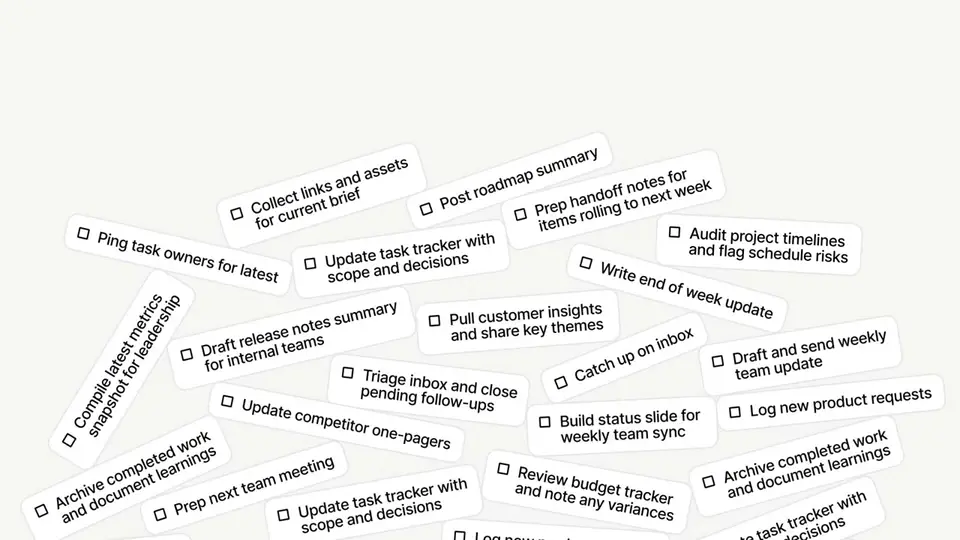 Collect links and assets
for current brief
Post roadmap summary
Prep handoff notes for
items rolling to next week
Ping task owners for latest
Update task tracker with
scope and decisions
Audit project timelines
and flag schedule risks
Write end of week update
Compile latest metrics
snapshot for leadership
Draft release notes summary
for internal teams
Pull customer insights
and share key themes
Catch up on inbox
Draft and send weekly
team update
Triage inbox and close
pending follow-ups
Update competitor one-pagers
Build status slide for
weekly team sync
Log new product requests
Archive completed work
and document learnings
Prep next team meeting
Update task tracker with
scope and decisions
Review budget tracker
and note any variances
Archive completed work
and document learnings
task tracker with
decisions
Log new